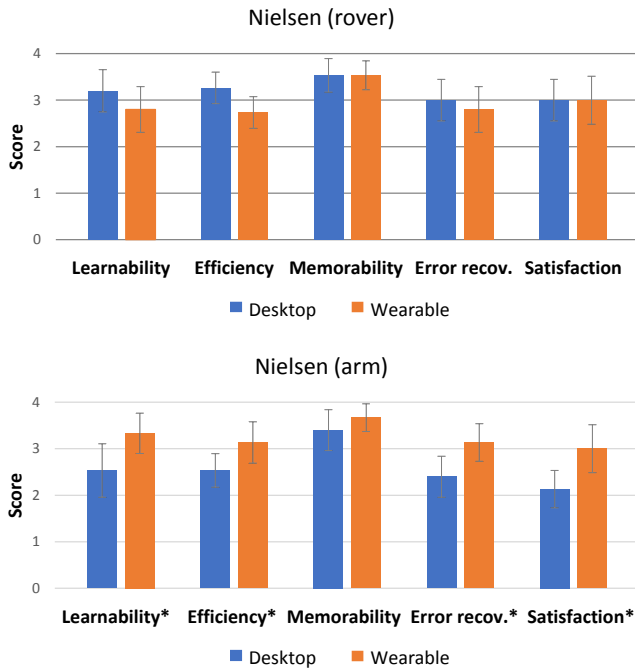 Nielsen (rover)
4
3
2
1
0
Score
Learnability Efficiency Memorability Error recov. Satisfaction
Desktop Wearable
Nielsen (arm)
4
3
2
1
0
Score
Learnability* Efficiency* Memorability Error recov.* Satisfaction*
Desktop Wearable